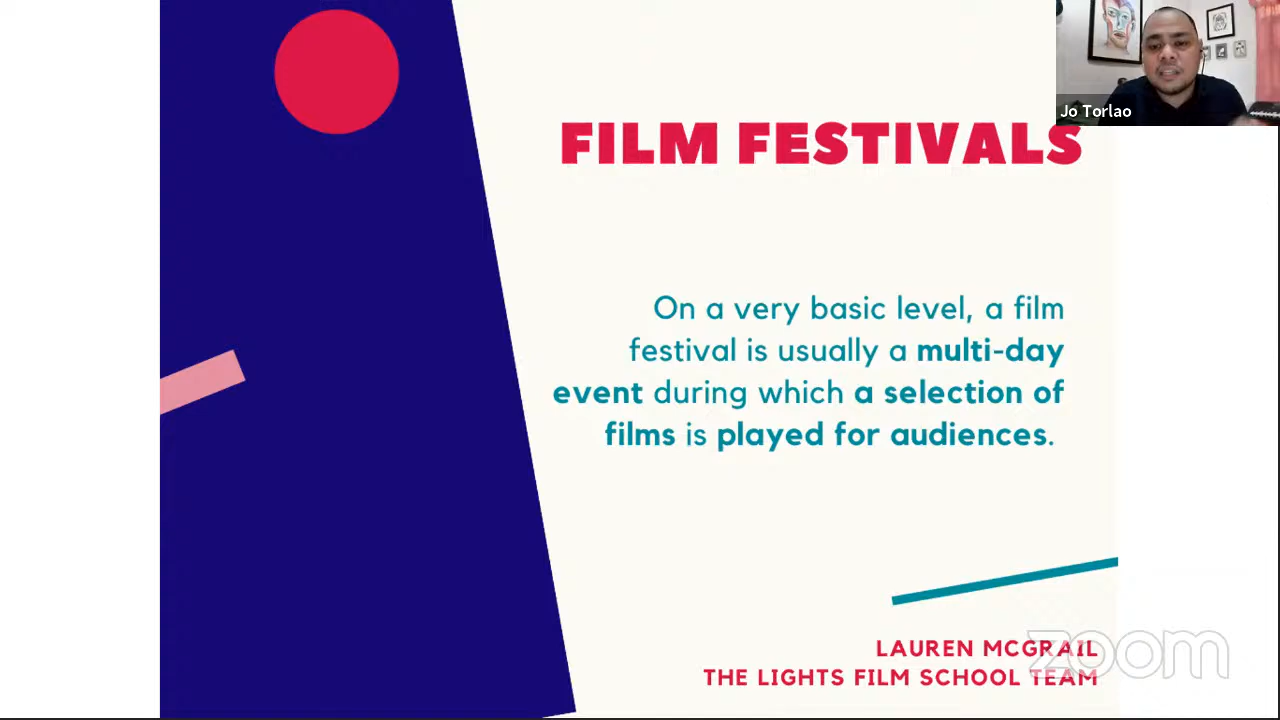 Jo Torlao
FILM FESTIVALS
On a very basic level, a film
festival is usually a multi-day
event during which a selection of
films is played for audiences.
LAUREN MCGRAIL
THE LIGHTS FILM SCHOOL TEAM
zoom